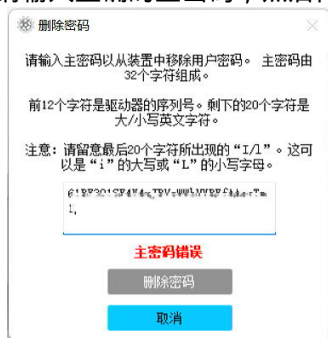 删除密码
请输入主密码以从装置中移除用户密码。 主密码由
32个字符组成。
前12个字符是驱动器的序列号。剩下的20个字符是
大/小写英文字符。
注意：请留意最后20个字符所出现的“I/l”。这可
以是“i”的大写或“L”的小写字母。
主密码错误
删除密码
取消